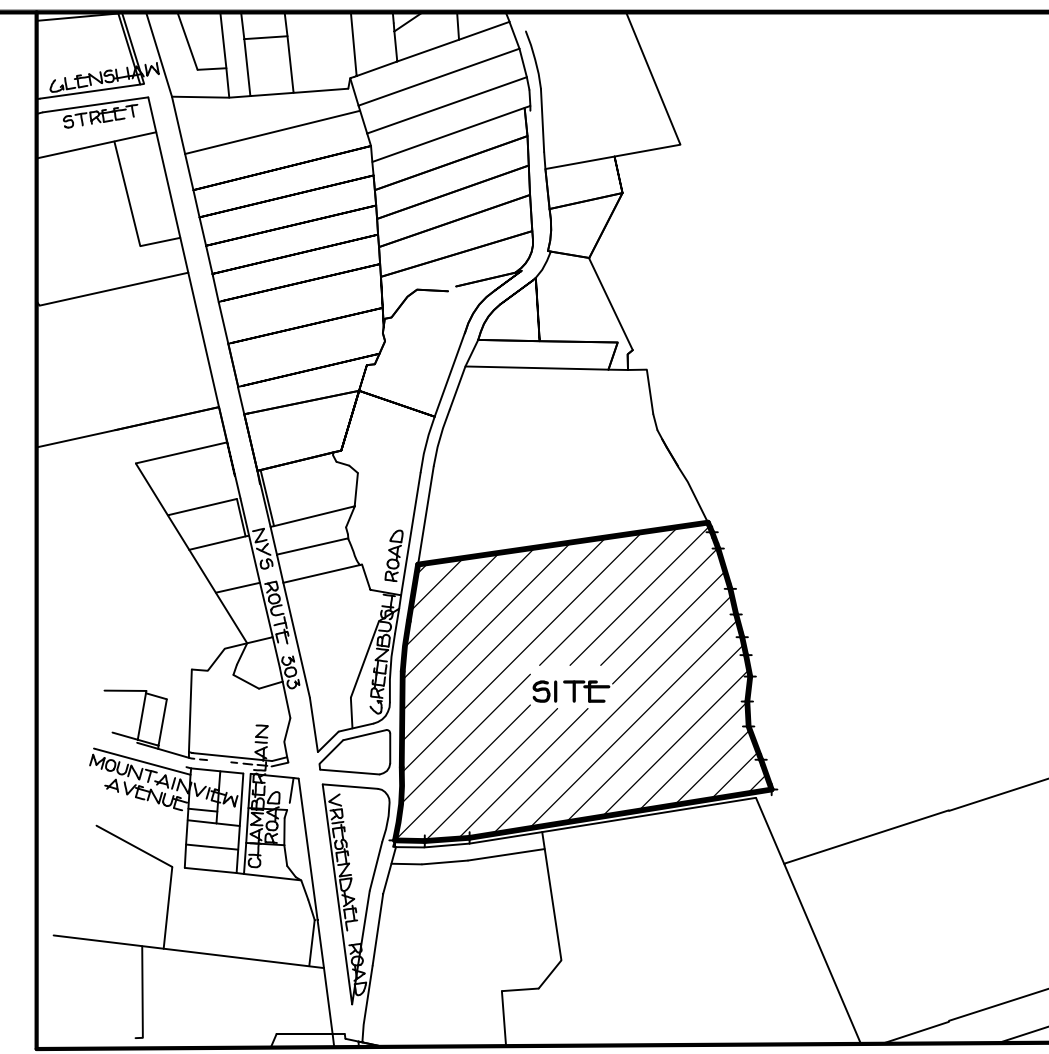 GLENSHAW
STREET
NYS ROUTE 303
GREENBUSH ROAD
SITE
MOUNTAINVIEW
AVENUE
CHAMBERLAIN
ROAD
VRIESENDAEL ROAD